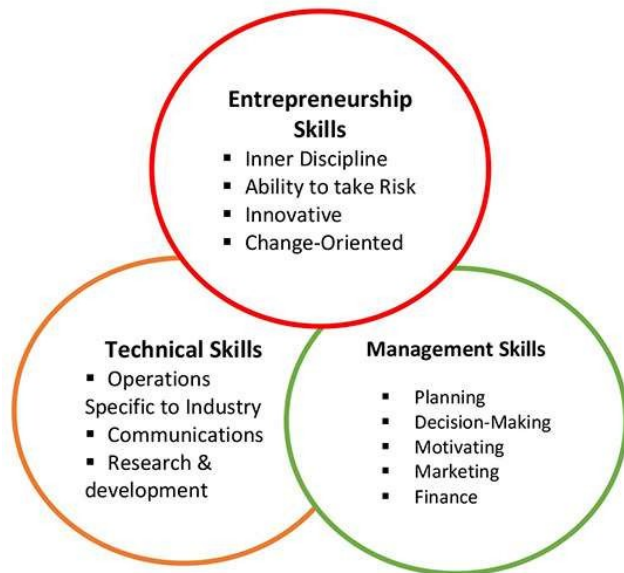 Entrepreneurship
Skills
▪ Inner Discipline
▪ Ability to take Risk
▪ Innovative
▪ Change-Oriented
Technical Skills
▪ Operations
Specific to Industry
▪ Communications
▪ Research &
development
Management Skills
▪ Planning
▪ Decision-Making
▪ Motivating
▪ Marketing
▪ Finance